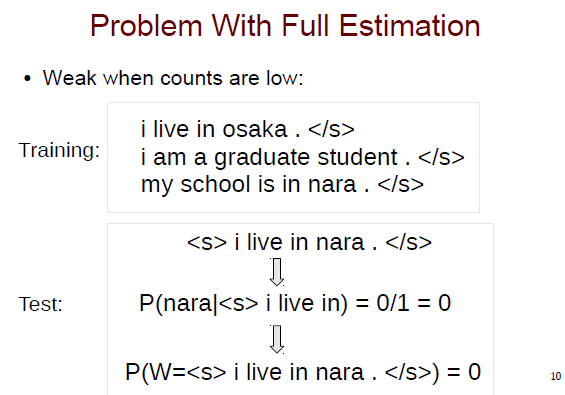 Problem With Full Estimation
• Weak when counts are low:
Training:
i live in osaka . </s>
i am a graduate student . </s>
my school is in nara . </s>
Test:
<s> i live in nara . </s>
P(nara|<s> i live in) = 0/1 = 0
P(W=<s> i live in nara . </s>) = 0
10